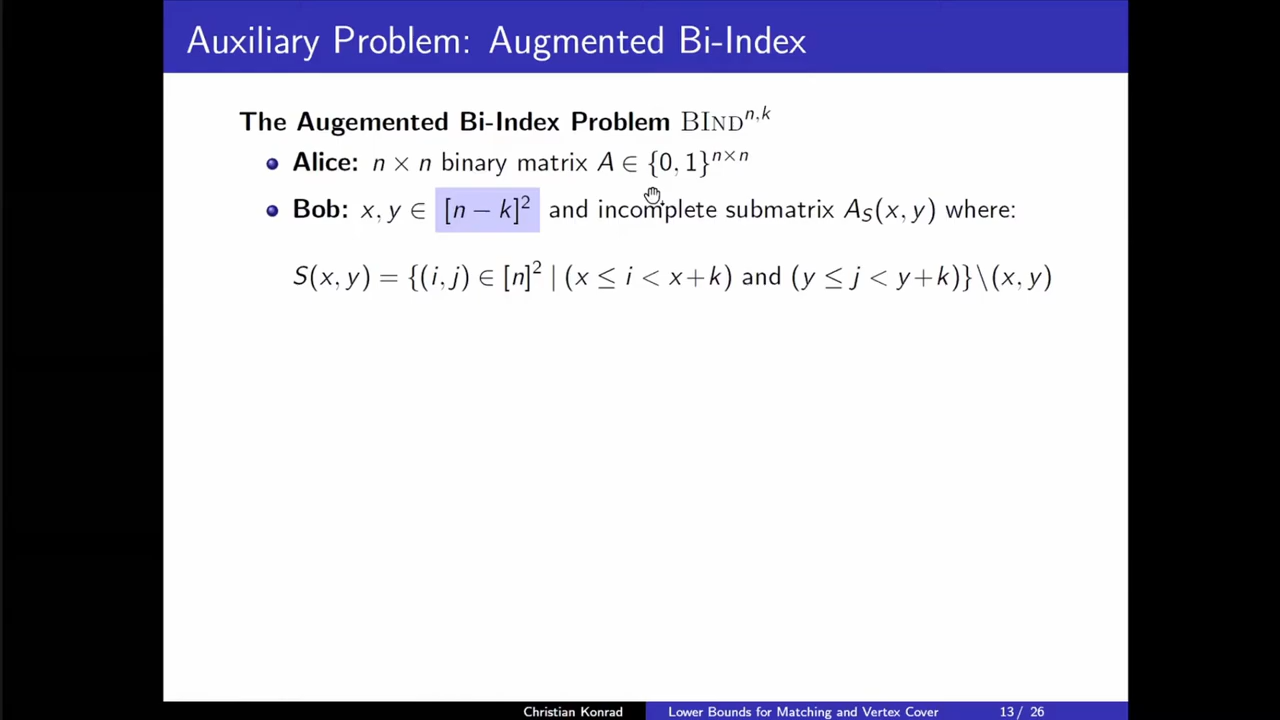 Auxiliary Problem: Augmented Bi-Index
The Augemented Bi-Index Problem BIND^{n,k}
Alice: n × n binary matrix A ∈ {0, 1}^{n×n}
Bob: x, y ∈ [n − k]² and incomplete submatrix A_S(x, y) where:
S(x, y) = {(i, j) ∈ [n]² | (x ≤ i < x+k) and (y ≤ j < y+k)}\(x, y)
Christian Konrad Lower Bounds for Matching and Vertex Cover 13 / 26